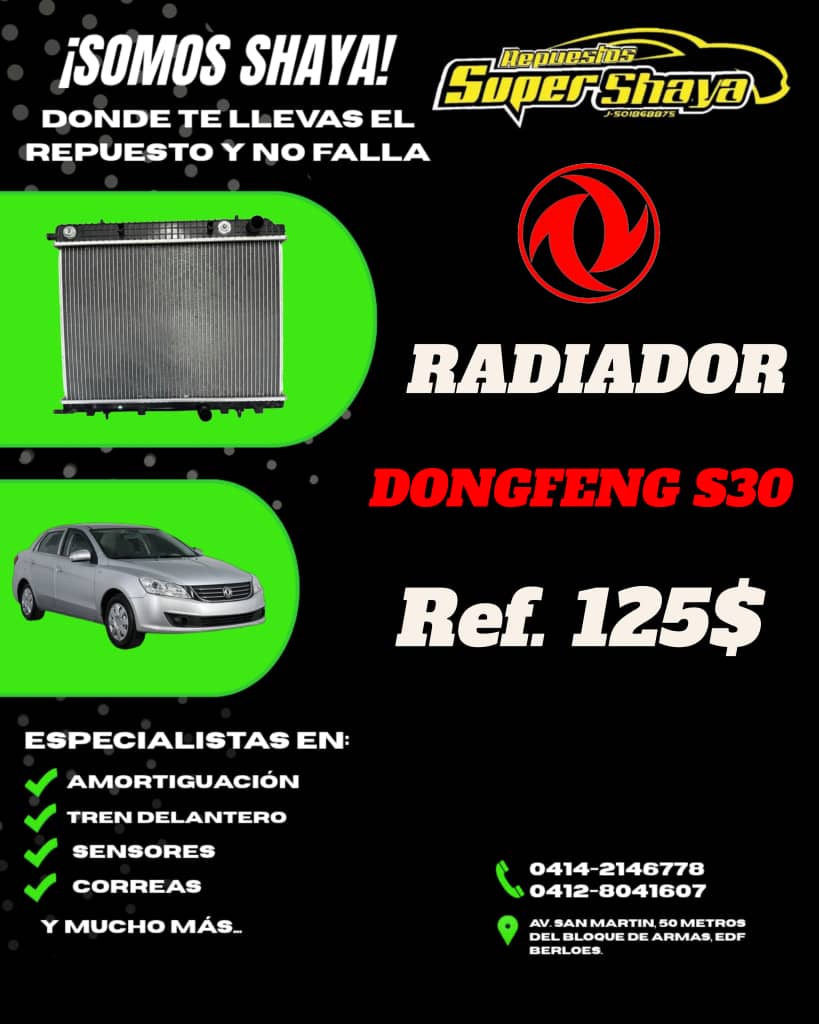 ¡SOMOS SHAYA!
DONDE TE LLEVAS EL
REPUESTO Y NO FALLA
Repuestos
Super Shaya
J-501868875
RADIADOR
DONGFENG S30
Ref. 125$
ESPECIALISTAS EN:
AMORTIGUACIÓN
TREN DELANTERO
SENSORES
CORREAS
Y MUCHO MÁS...
0414-2146778
0412-8041607
AV. SAN MARTIN, 50 METROS
DEL BLOQUE DE ARMAS, EDF
BERLOES.